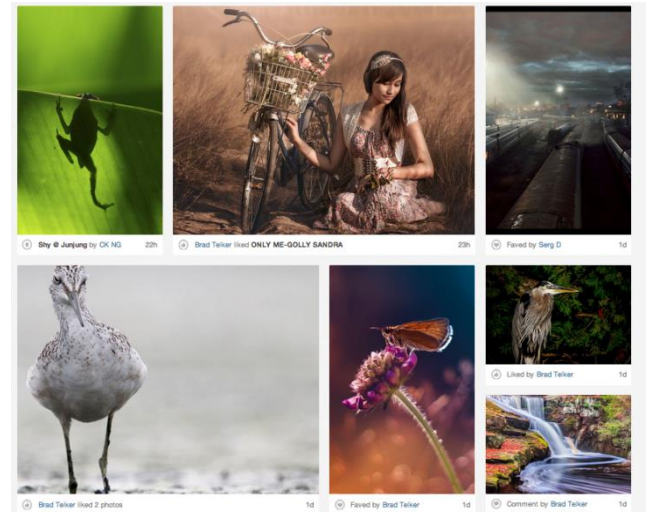 Shy @ Junjung by CK NG 22h
Brad Telker liked ONLY ME-GOLLY SANDRA 23h
Faved by Serg D 1d
Liked by Brad Telker 1d
Brad Telker liked 2 photos 1d
Faved by Brad Telker 1d
Comment by Brad Telker 1d